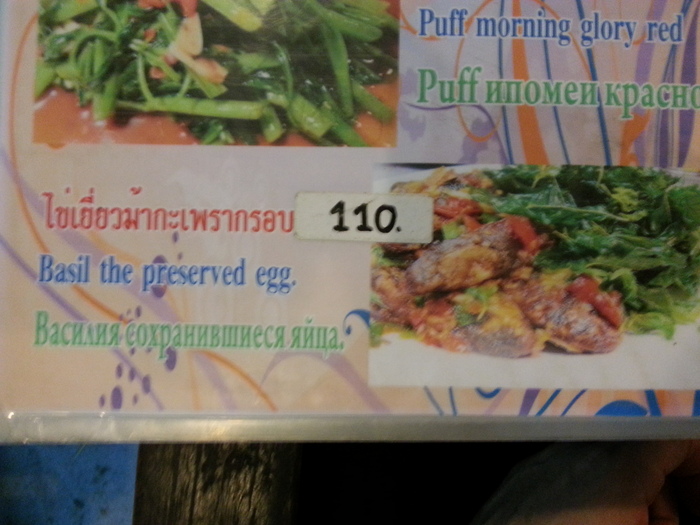 Puff morning glory red
Puff ипомеи красно
ไข่เยี่ยวม้ากะเพรากรอบ 110.
Basil the preserved egg.
Василия сохранившиеся яйца.